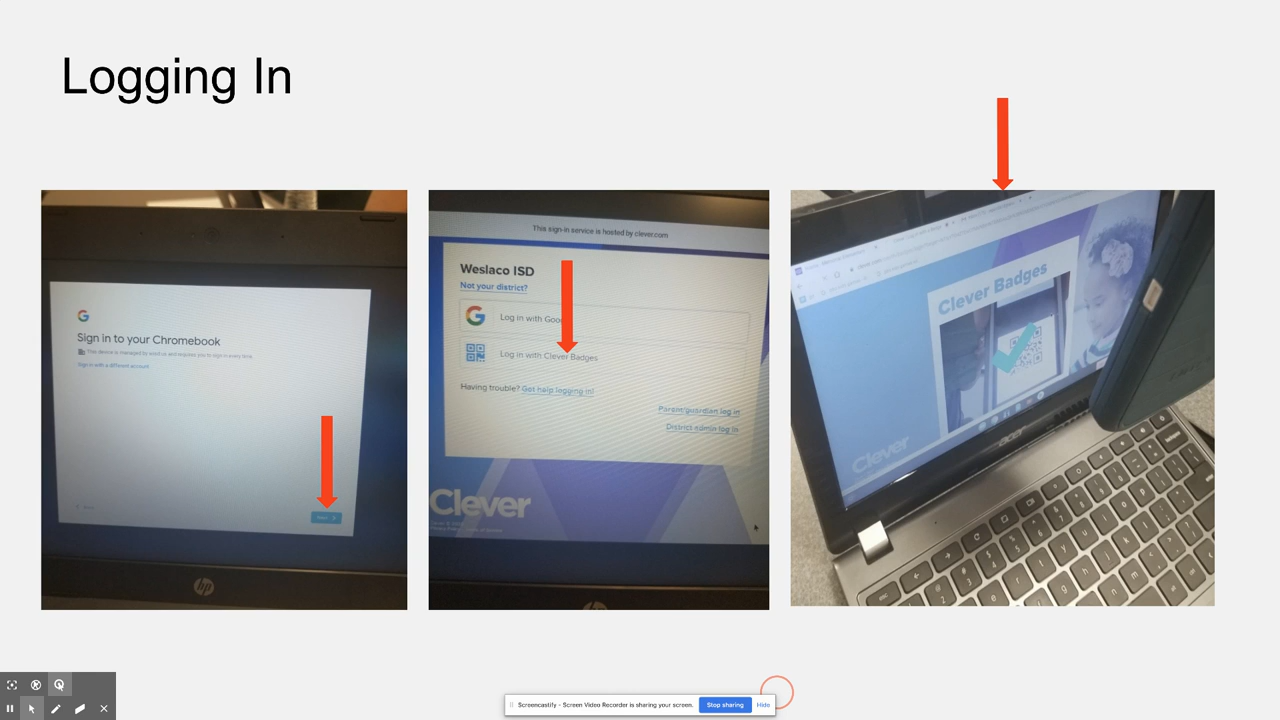 Logging In
Sign in to your Chromebook
This device is managed by
and requires you to sign in every time.
Sign in with a different account
hp
This sign-in service is hosted by clever.com
Weslaco ISD
Not your district?
Log in with Goo
Log in with Clever Badges
Having trouble? Get help logging in!
Parent/guardian log in
District admin log in
Clever
Clever Badges
Clever
acer
Screencastify - Screen Video Recorder is sharing your screen.
Stop sharing
Hide